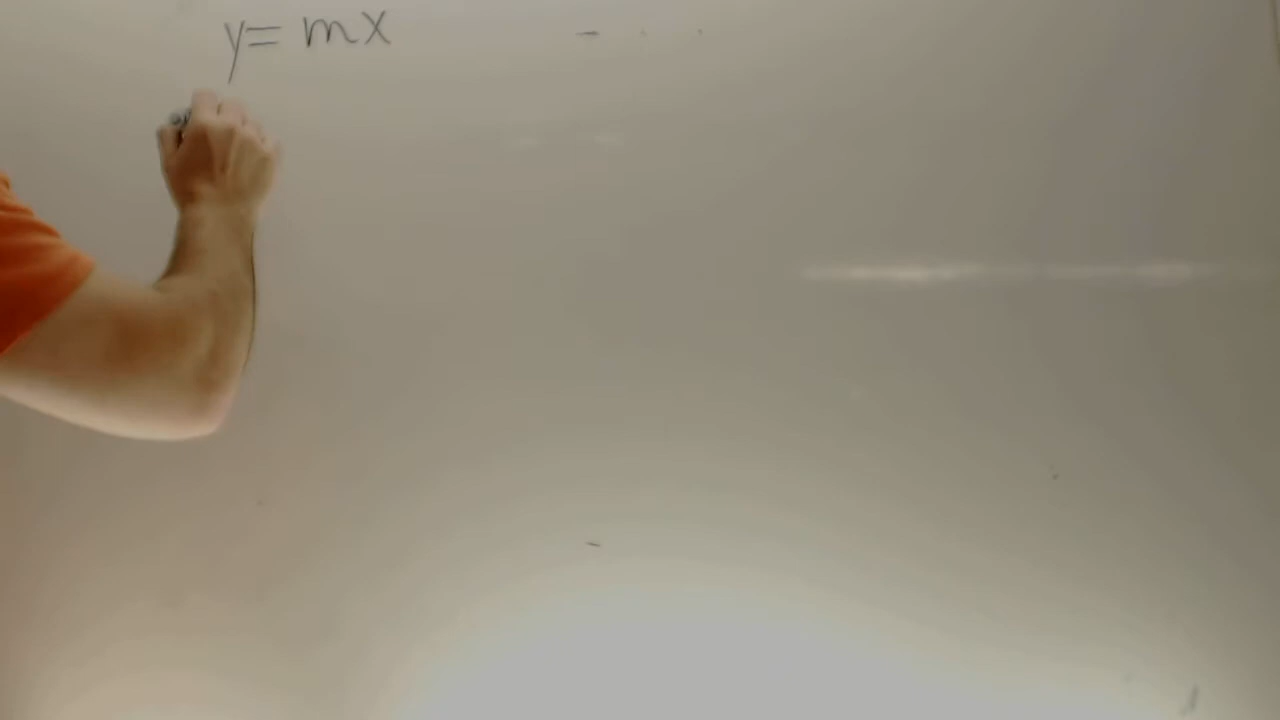 y = mx